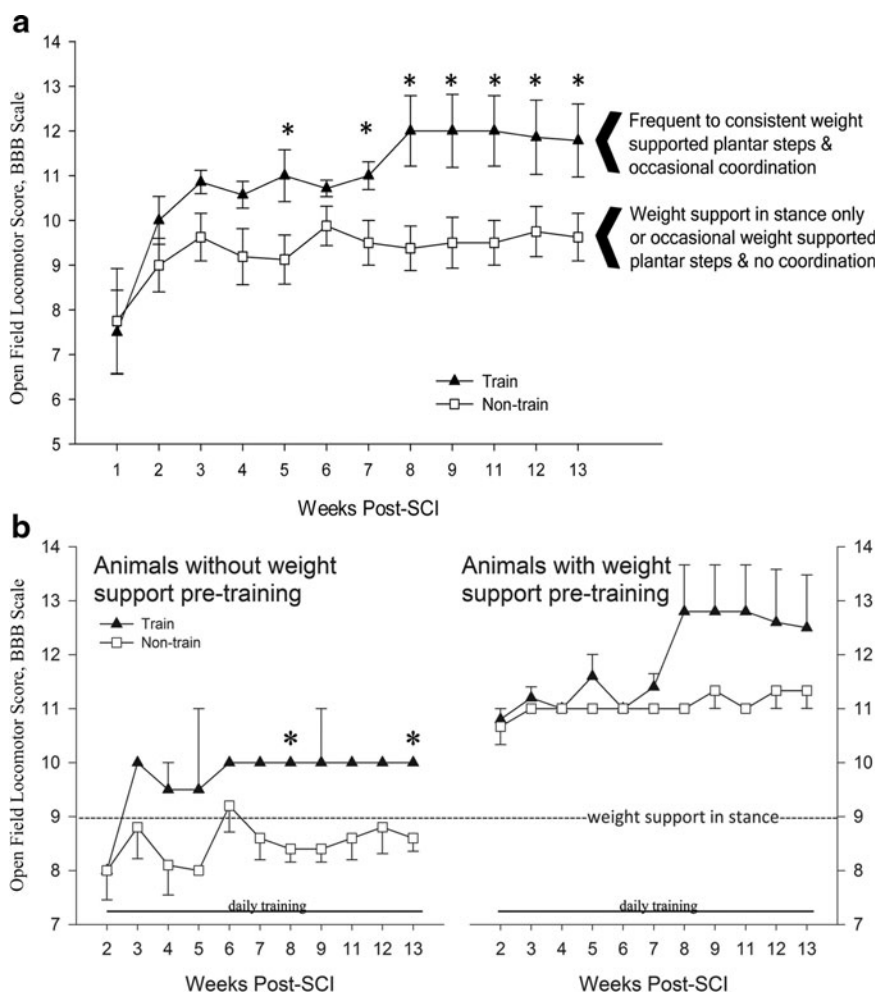 a
Open Field Locomotor Score, BBB Scale
14
13
12
11
10
9
8
7
6
5
* * * * * * *
Frequent to consistent weight
supported plantar steps &
occasional coordination
Weight support in stance only
or occasional weight supported
plantar steps & no coordination
Train
Non-train
1 2 3 4 5 6 7 8 9 11 12 13
Weeks Post-SCI
b
Open Field Locomotor Score, BBB Scale
14
13
12
11
10
9
8
7
Animals without weight
support pre-training
Train
Non-train
* *
daily training
2 3 4 5 6 7 8 9 11 12 13
Weeks Post-SCI
Animals with weight
support pre-training
weight support in stance
daily training
2 3 4 5 6 7 8 9 11 12 13
Weeks Post-SCI
14
13
12
11
10
9
8
7